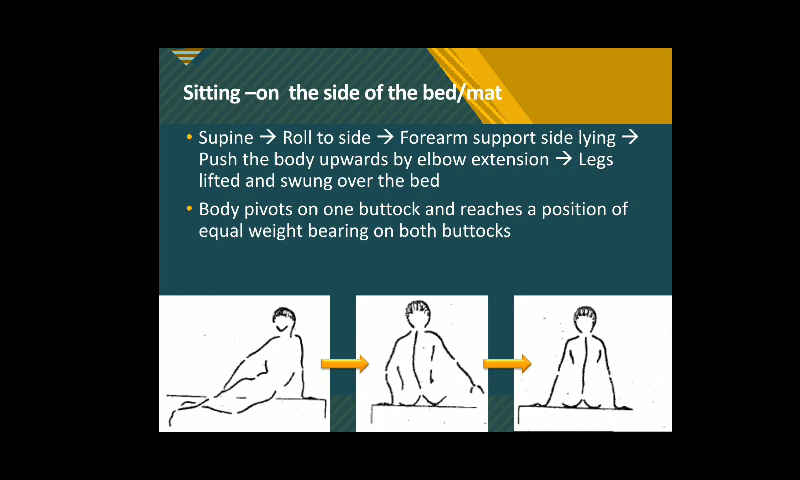 Sitting –on the side of the bed/mat
• Supine → Roll to side → Forearm support side lying →
Push the body upwards by elbow extension → Legs
lifted and swung over the bed
• Body pivots on one buttock and reaches a position of
equal weight bearing on both buttocks